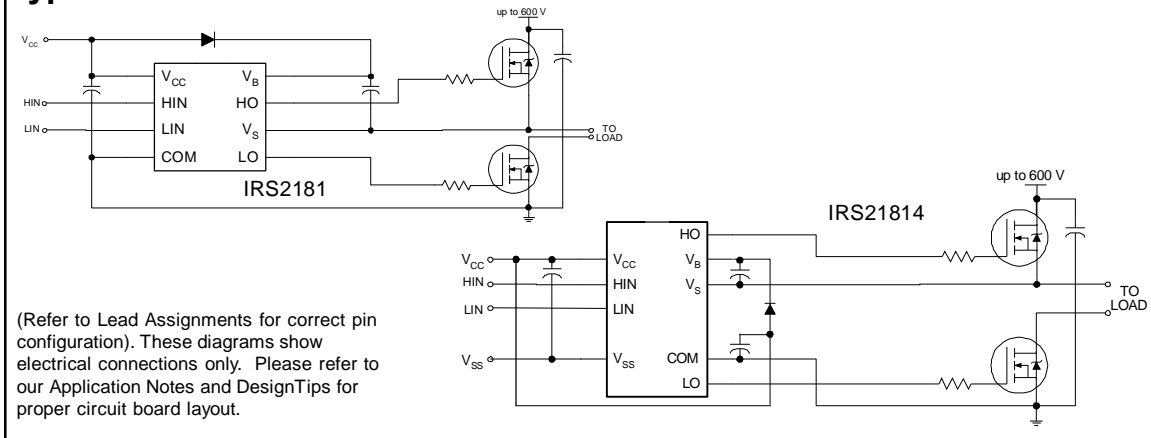 up to 600 V
VCC
VCC VB
HIN HIN HO
LIN LIN VS TO
LOAD
COM LO
IRS2181
up to 600 V
IRS21814
HO
VCC VCC VB
HIN HIN VS
LIN LIN TO
LOAD
VSS VSS COM
LO
(Refer to Lead Assignments for correct pin
configuration). These diagrams show
electrical connections only. Please refer to
our Application Notes and DesignTips for
proper circuit board layout.